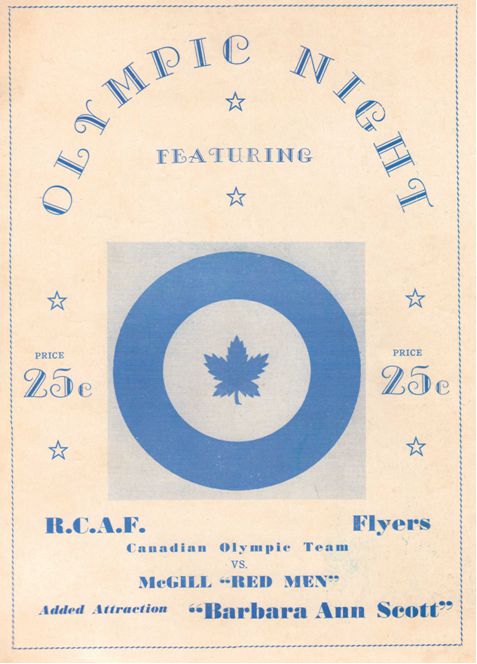 OLYMPIC NIGHT
FEATURING
PRICE
25c
PRICE
25c
R.C.A.F. Flyers
Canadian Olympic Team
VS.
McGILL "RED MEN"
Added Attraction "Barbara Ann Scott"